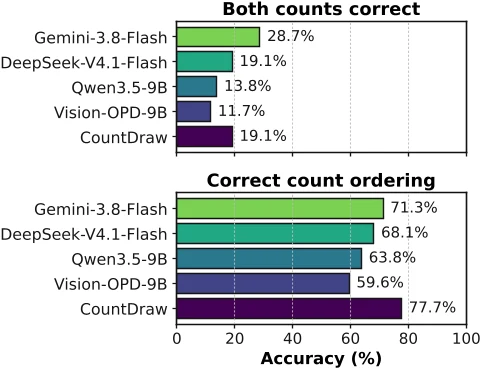 Both counts correct
Gemini-3.8-Flash 28.7%
DeepSeek-V4.1-Flash 19.1%
Qwen3.5-9B 13.8%
Vision-OPD-9B 11.7%
CountDraw 19.1%
Correct count ordering
Gemini-3.8-Flash 71.3%
DeepSeek-V4.1-Flash 68.1%
Qwen3.5-9B 63.8%
Vision-OPD-9B 59.6%
CountDraw 77.7%
0 20 40 60 80 100
Accuracy (%)